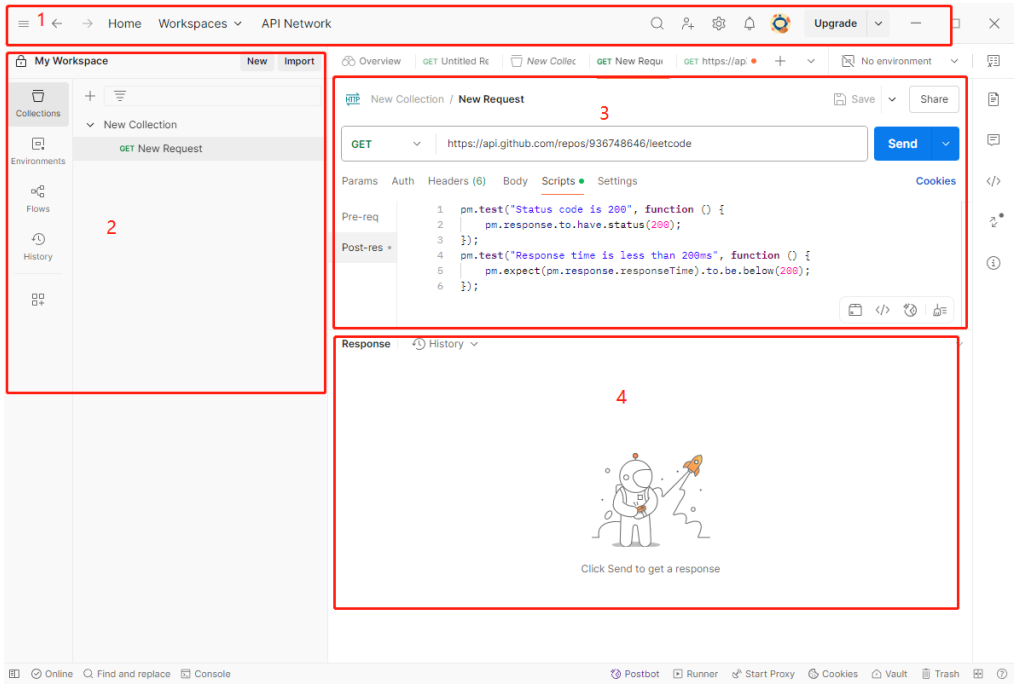 1 Home Workspaces API Network Upgrade
My Workspace New Import
Overview GET Untitled Re New Collec GET New Requ GET https://ap. No environment
Collections
New Collection
GET New Request
Environments
Flows
History
2
HTTP New Collection / New Request Save Share
3
GET https://api.github.com/repos/936748646/leetcode Send
Params Auth Headers (6) Body Scripts Settings Cookies
Pre-req
Post-res
1 pm.test("Status code is 200", function () {
2 pm.response.to.have.status(200);
3 });
4 pm.test("Response time is less than 200ms", function () {
5 pm.expect(pm.response.responseTime).to.be.below(200);
6 });
Response History
4
Click Send to get a response
Online Find and replace Console Postbot Runner Start Proxy Cookies Vault Trash